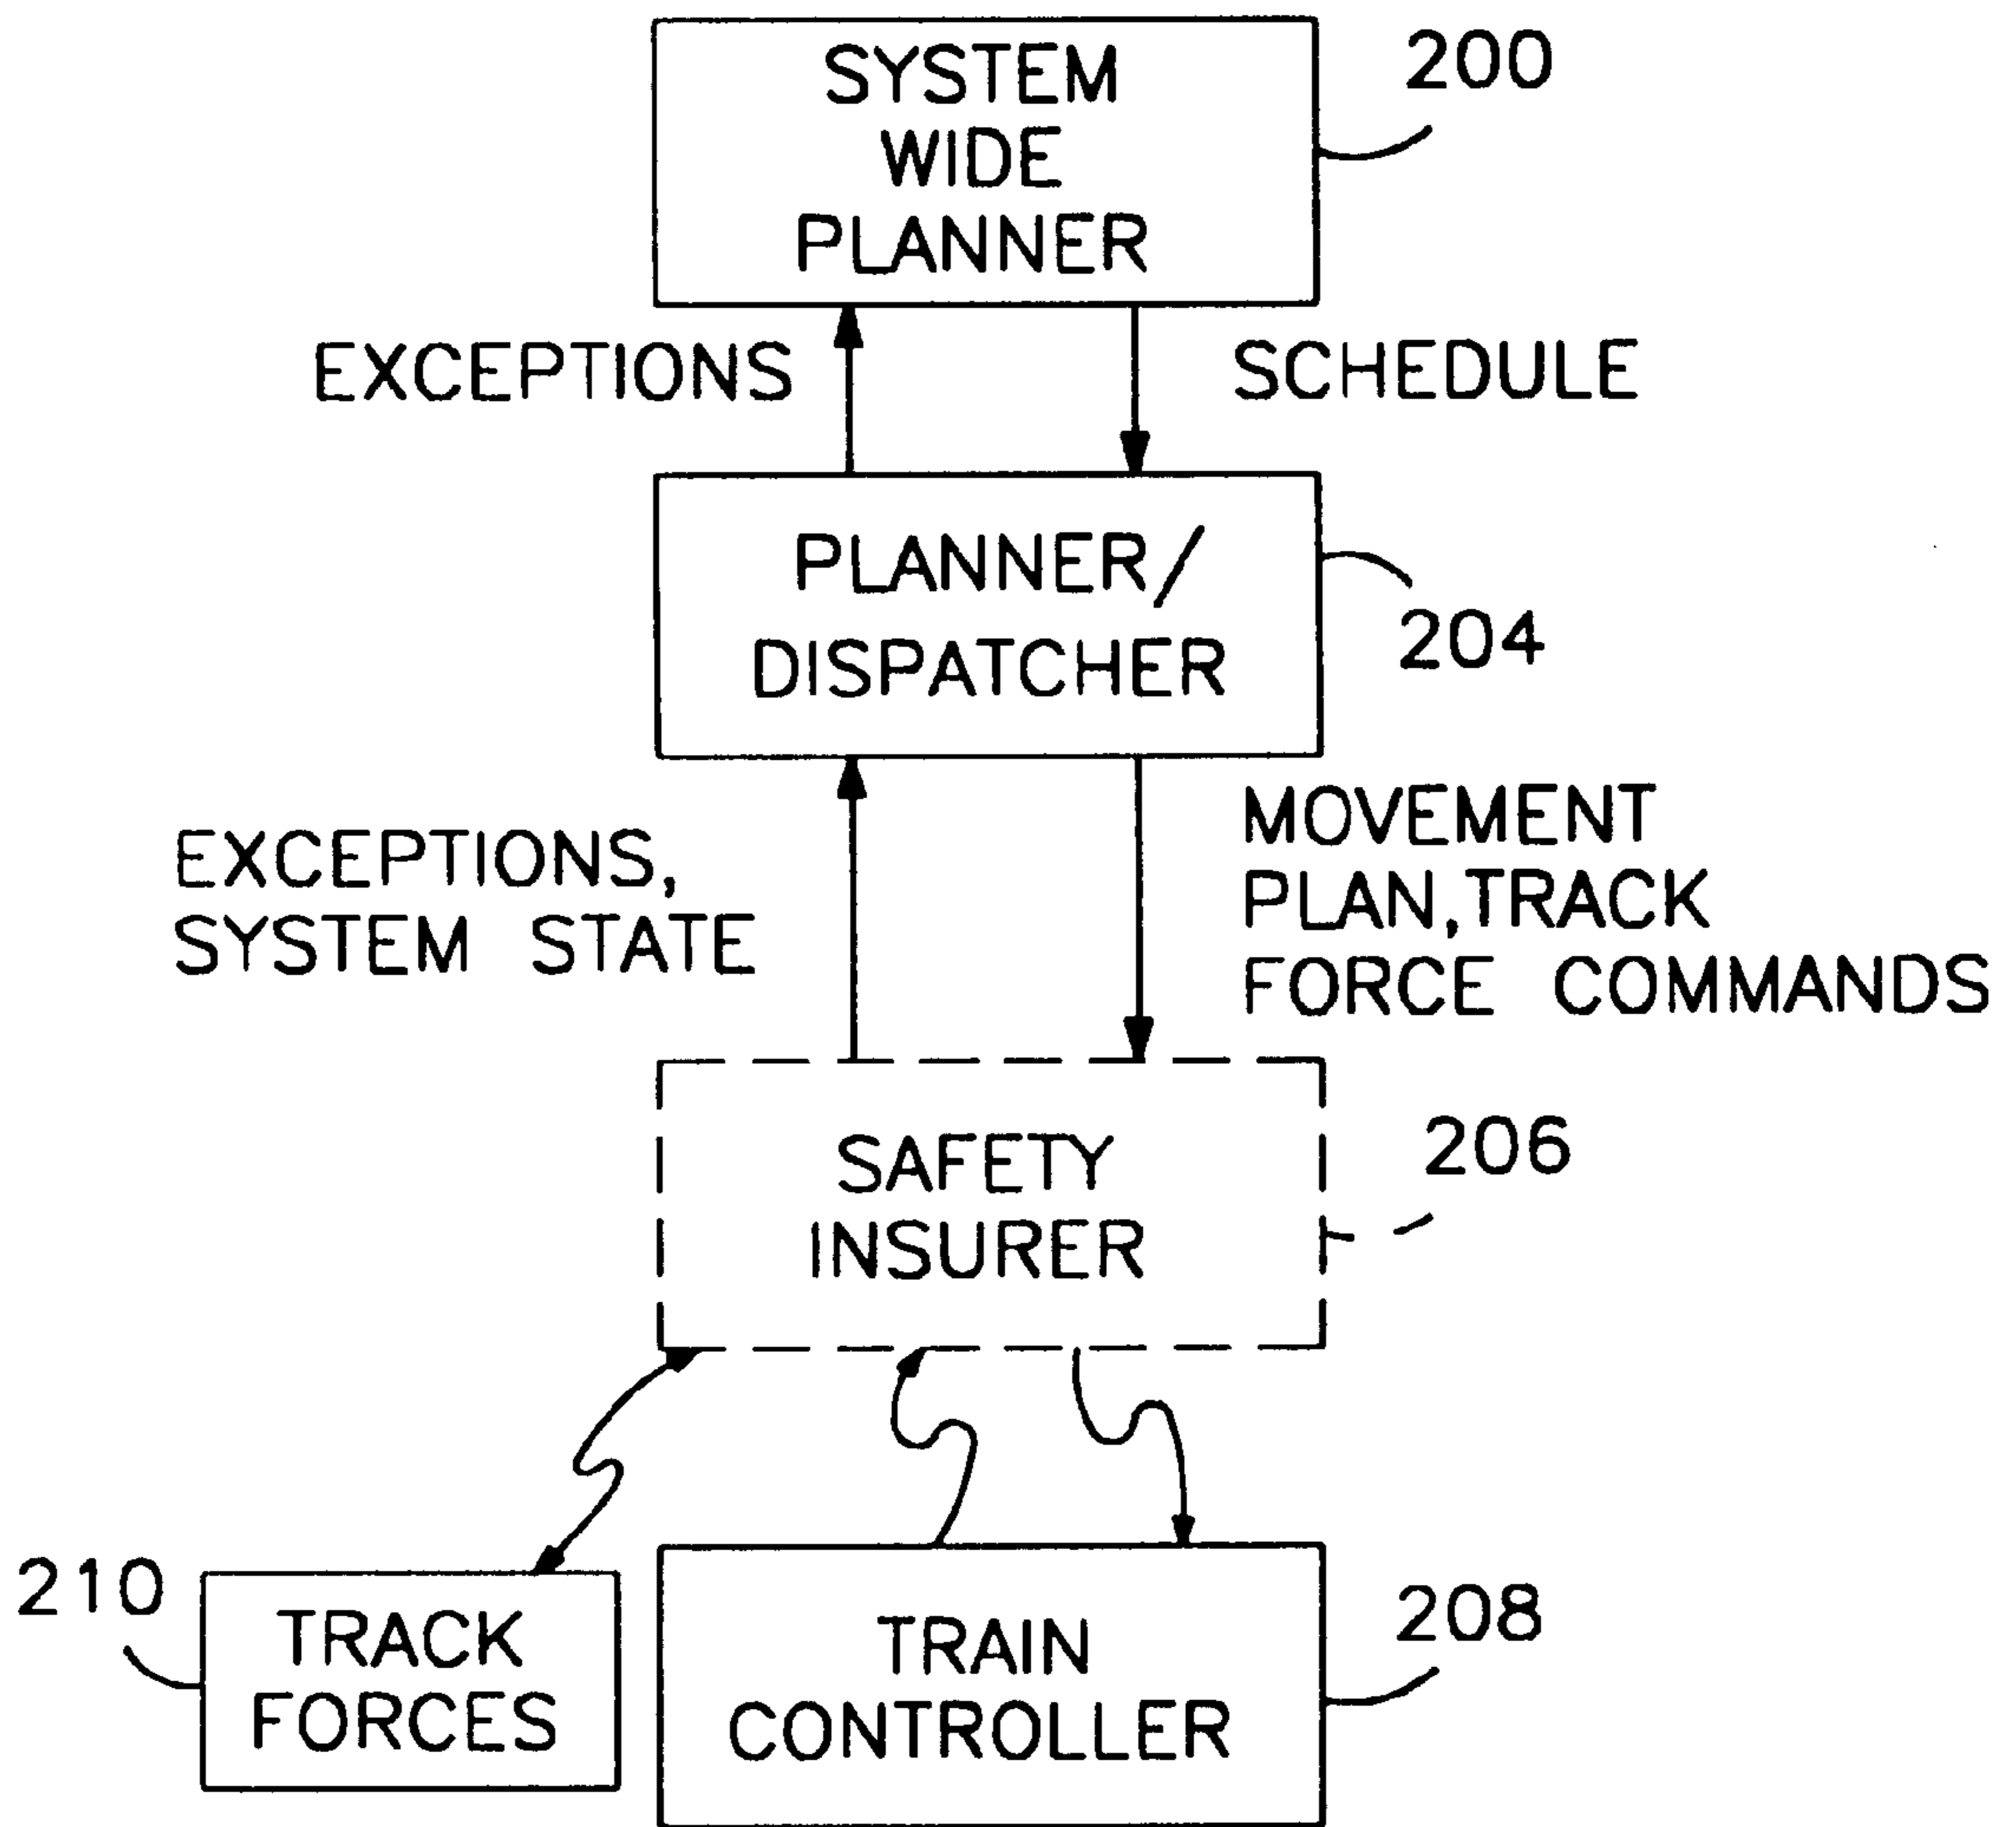 SYSTEM
WIDE
PLANNER
200
EXCEPTIONS
SCHEDULE
PLANNER/
DISPATCHER
204
EXCEPTIONS,
SYSTEM STATE
MOVEMENT
PLAN,TRACK
FORCE COMMANDS
SAFETY
INSURER
206
210
TRACK
FORCES
TRAIN
CONTROLLER
208